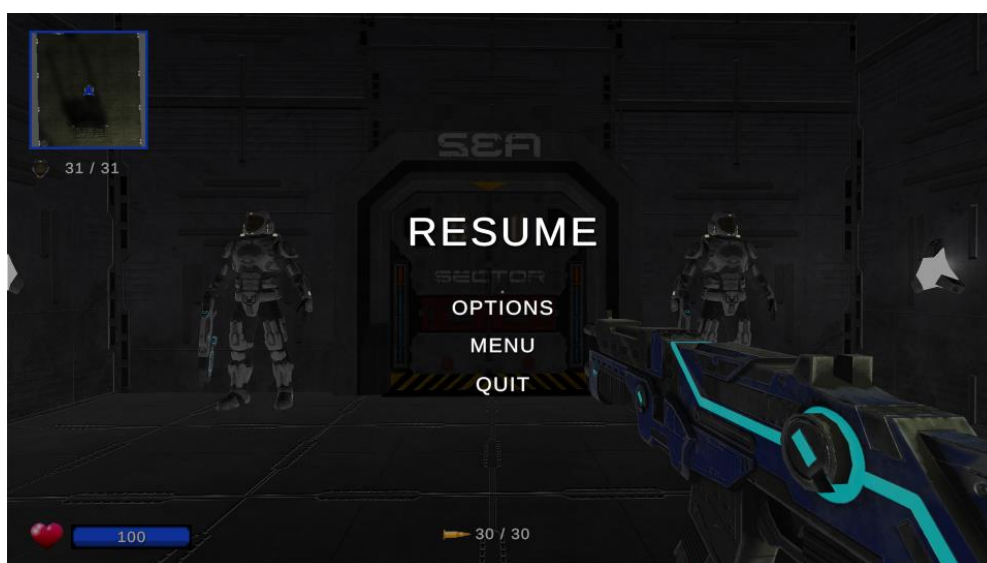 31 / 31
SEA
RESUME
SECTOR
OPTIONS
MENU
QUIT
100
30 / 30